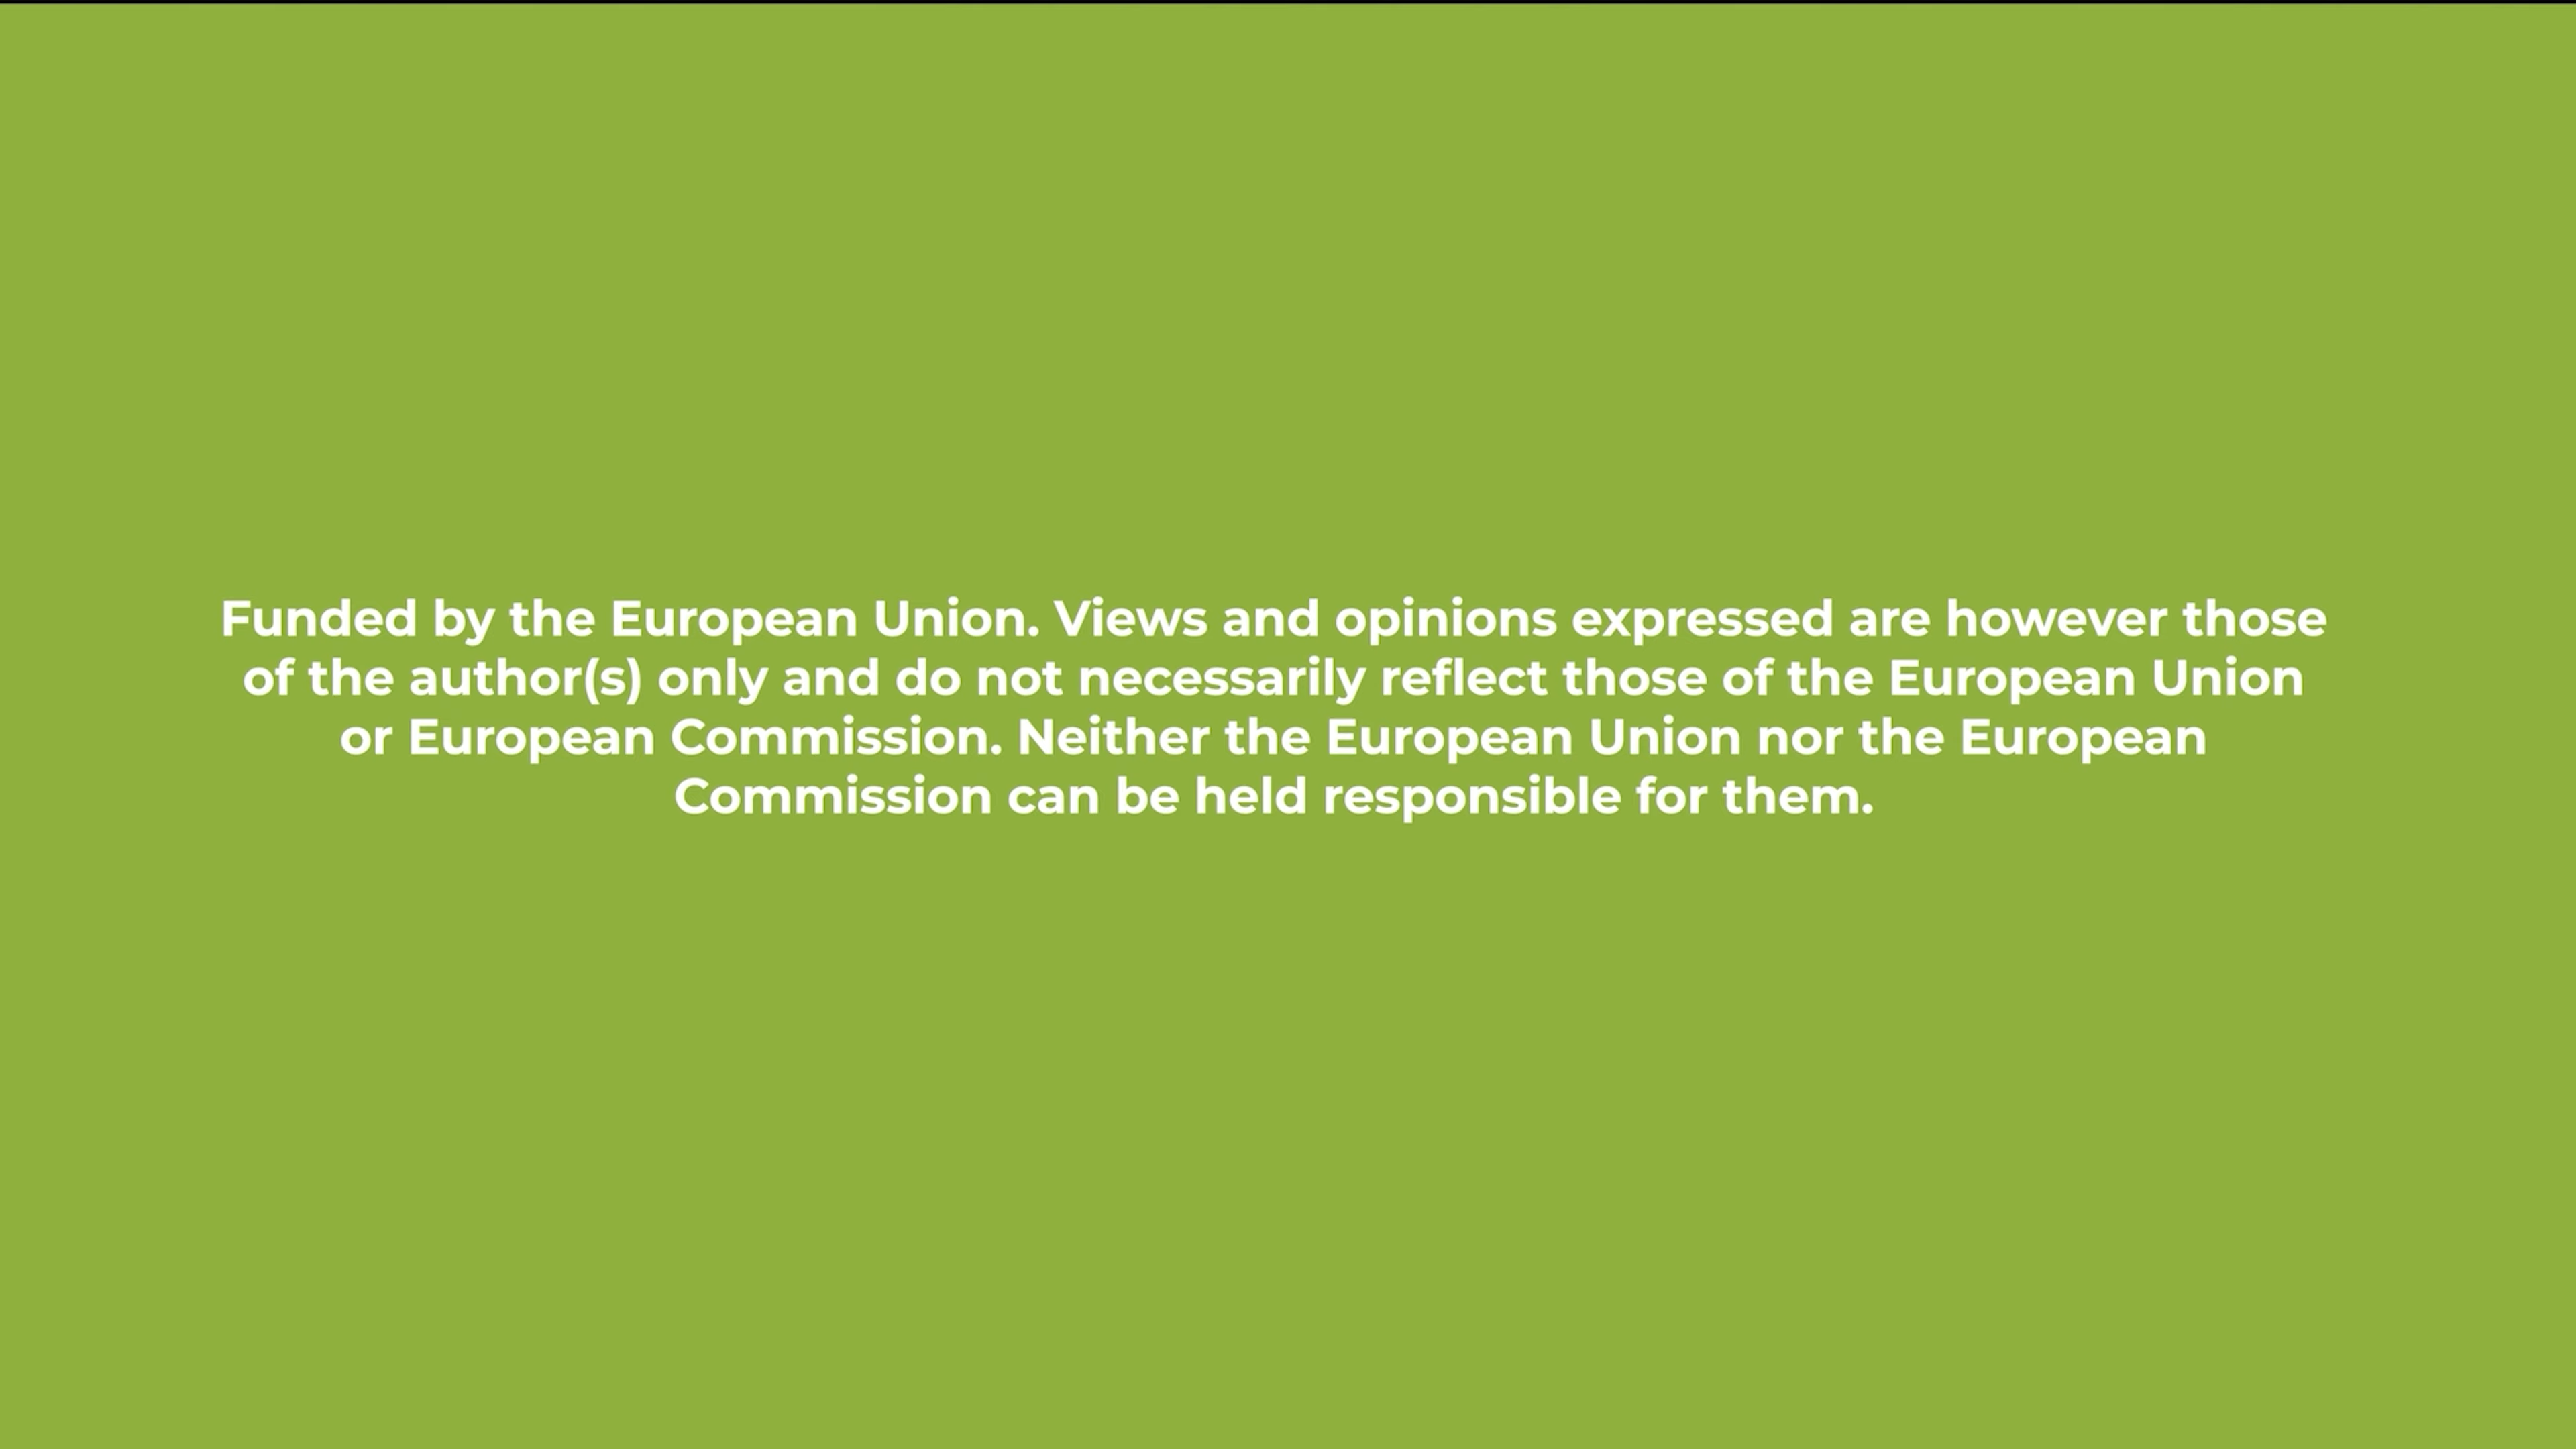 Funded by the European Union. Views and opinions expressed are however those
of the author(s) only and do not necessarily reflect those of the European Union
or European Commission. Neither the European Union nor the European
Commission can be held responsible for them.